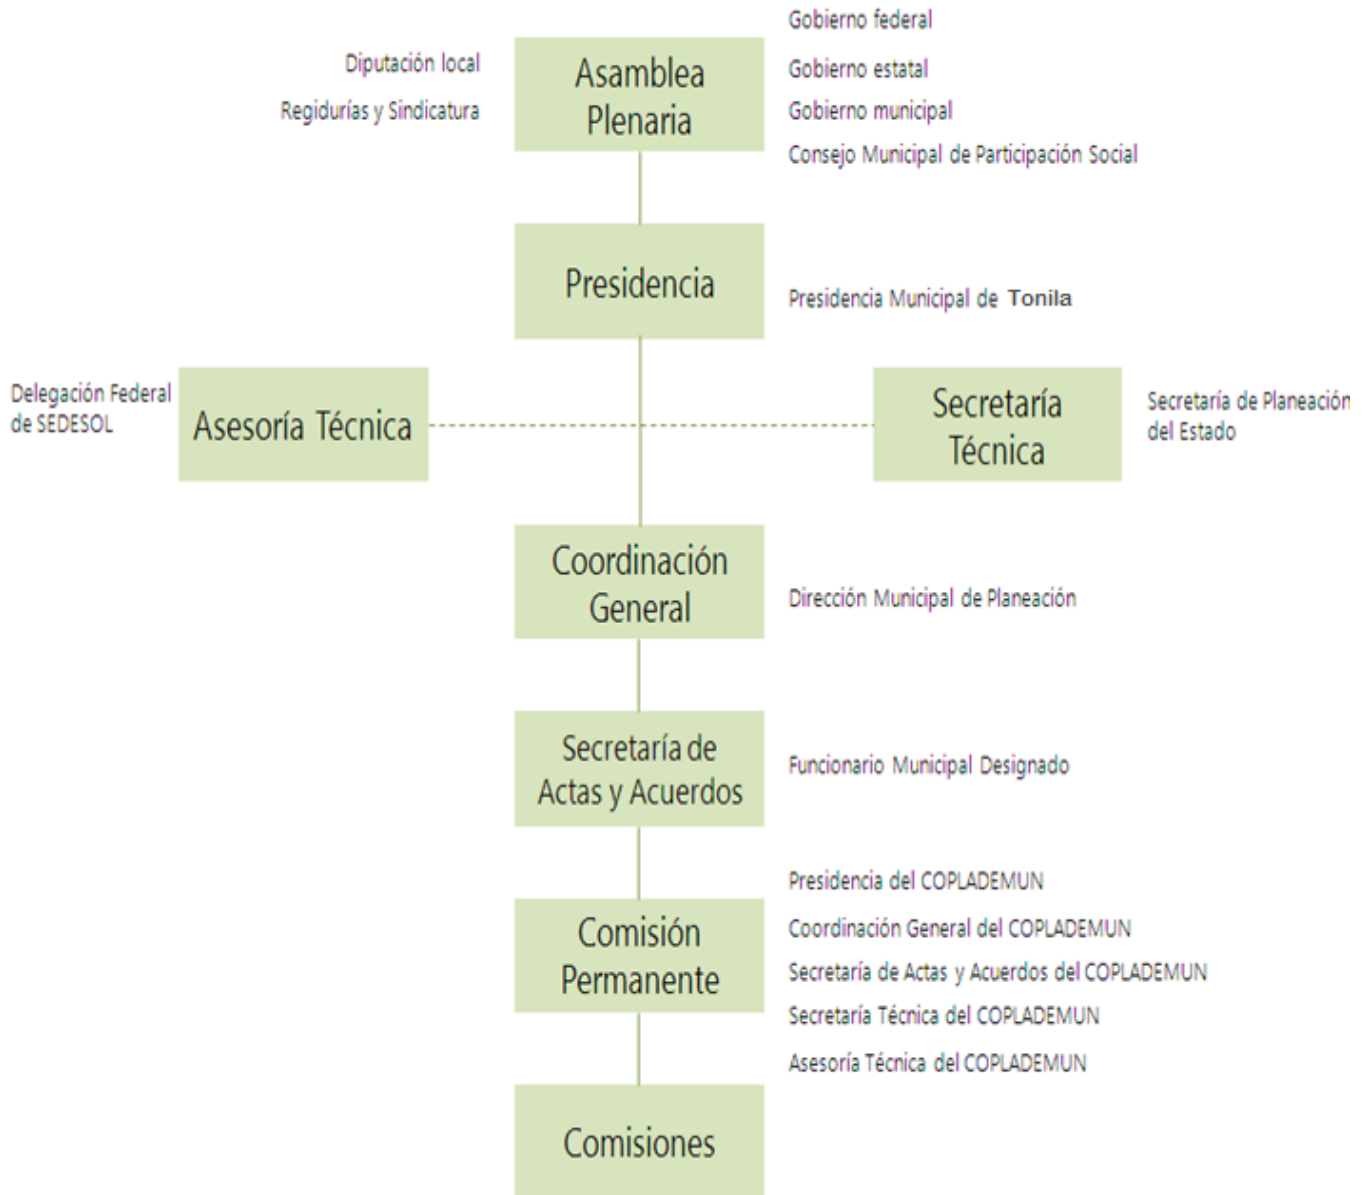 Gobierno federal
Diputación local
Regidurías y Sindicatura
Asamblea
Plenaria
Gobierno estatal
Gobierno municipal
Consejo Municipal de Participación Social
Presidencia
Presidencia Municipal de Tonila
Delegación Federal
de SEDESOL
Asesoría Técnica
Secretaría
Técnica
Secretaría de Planeación
del Estado
Coordinación
General
Dirección Municipal de Planeación
Secretaría de
Actas y Acuerdos
Funcionario Municipal Designado
Comisión
Permanente
Presidencia del COPLADEMUN
Coordinación General del COPLADEMUN
Secretaría de Actas y Acuerdos del COPLADEMUN
Secretaría Técnica del COPLADEMUN
Asesoría Técnica del COPLADEMUN
Comisiones